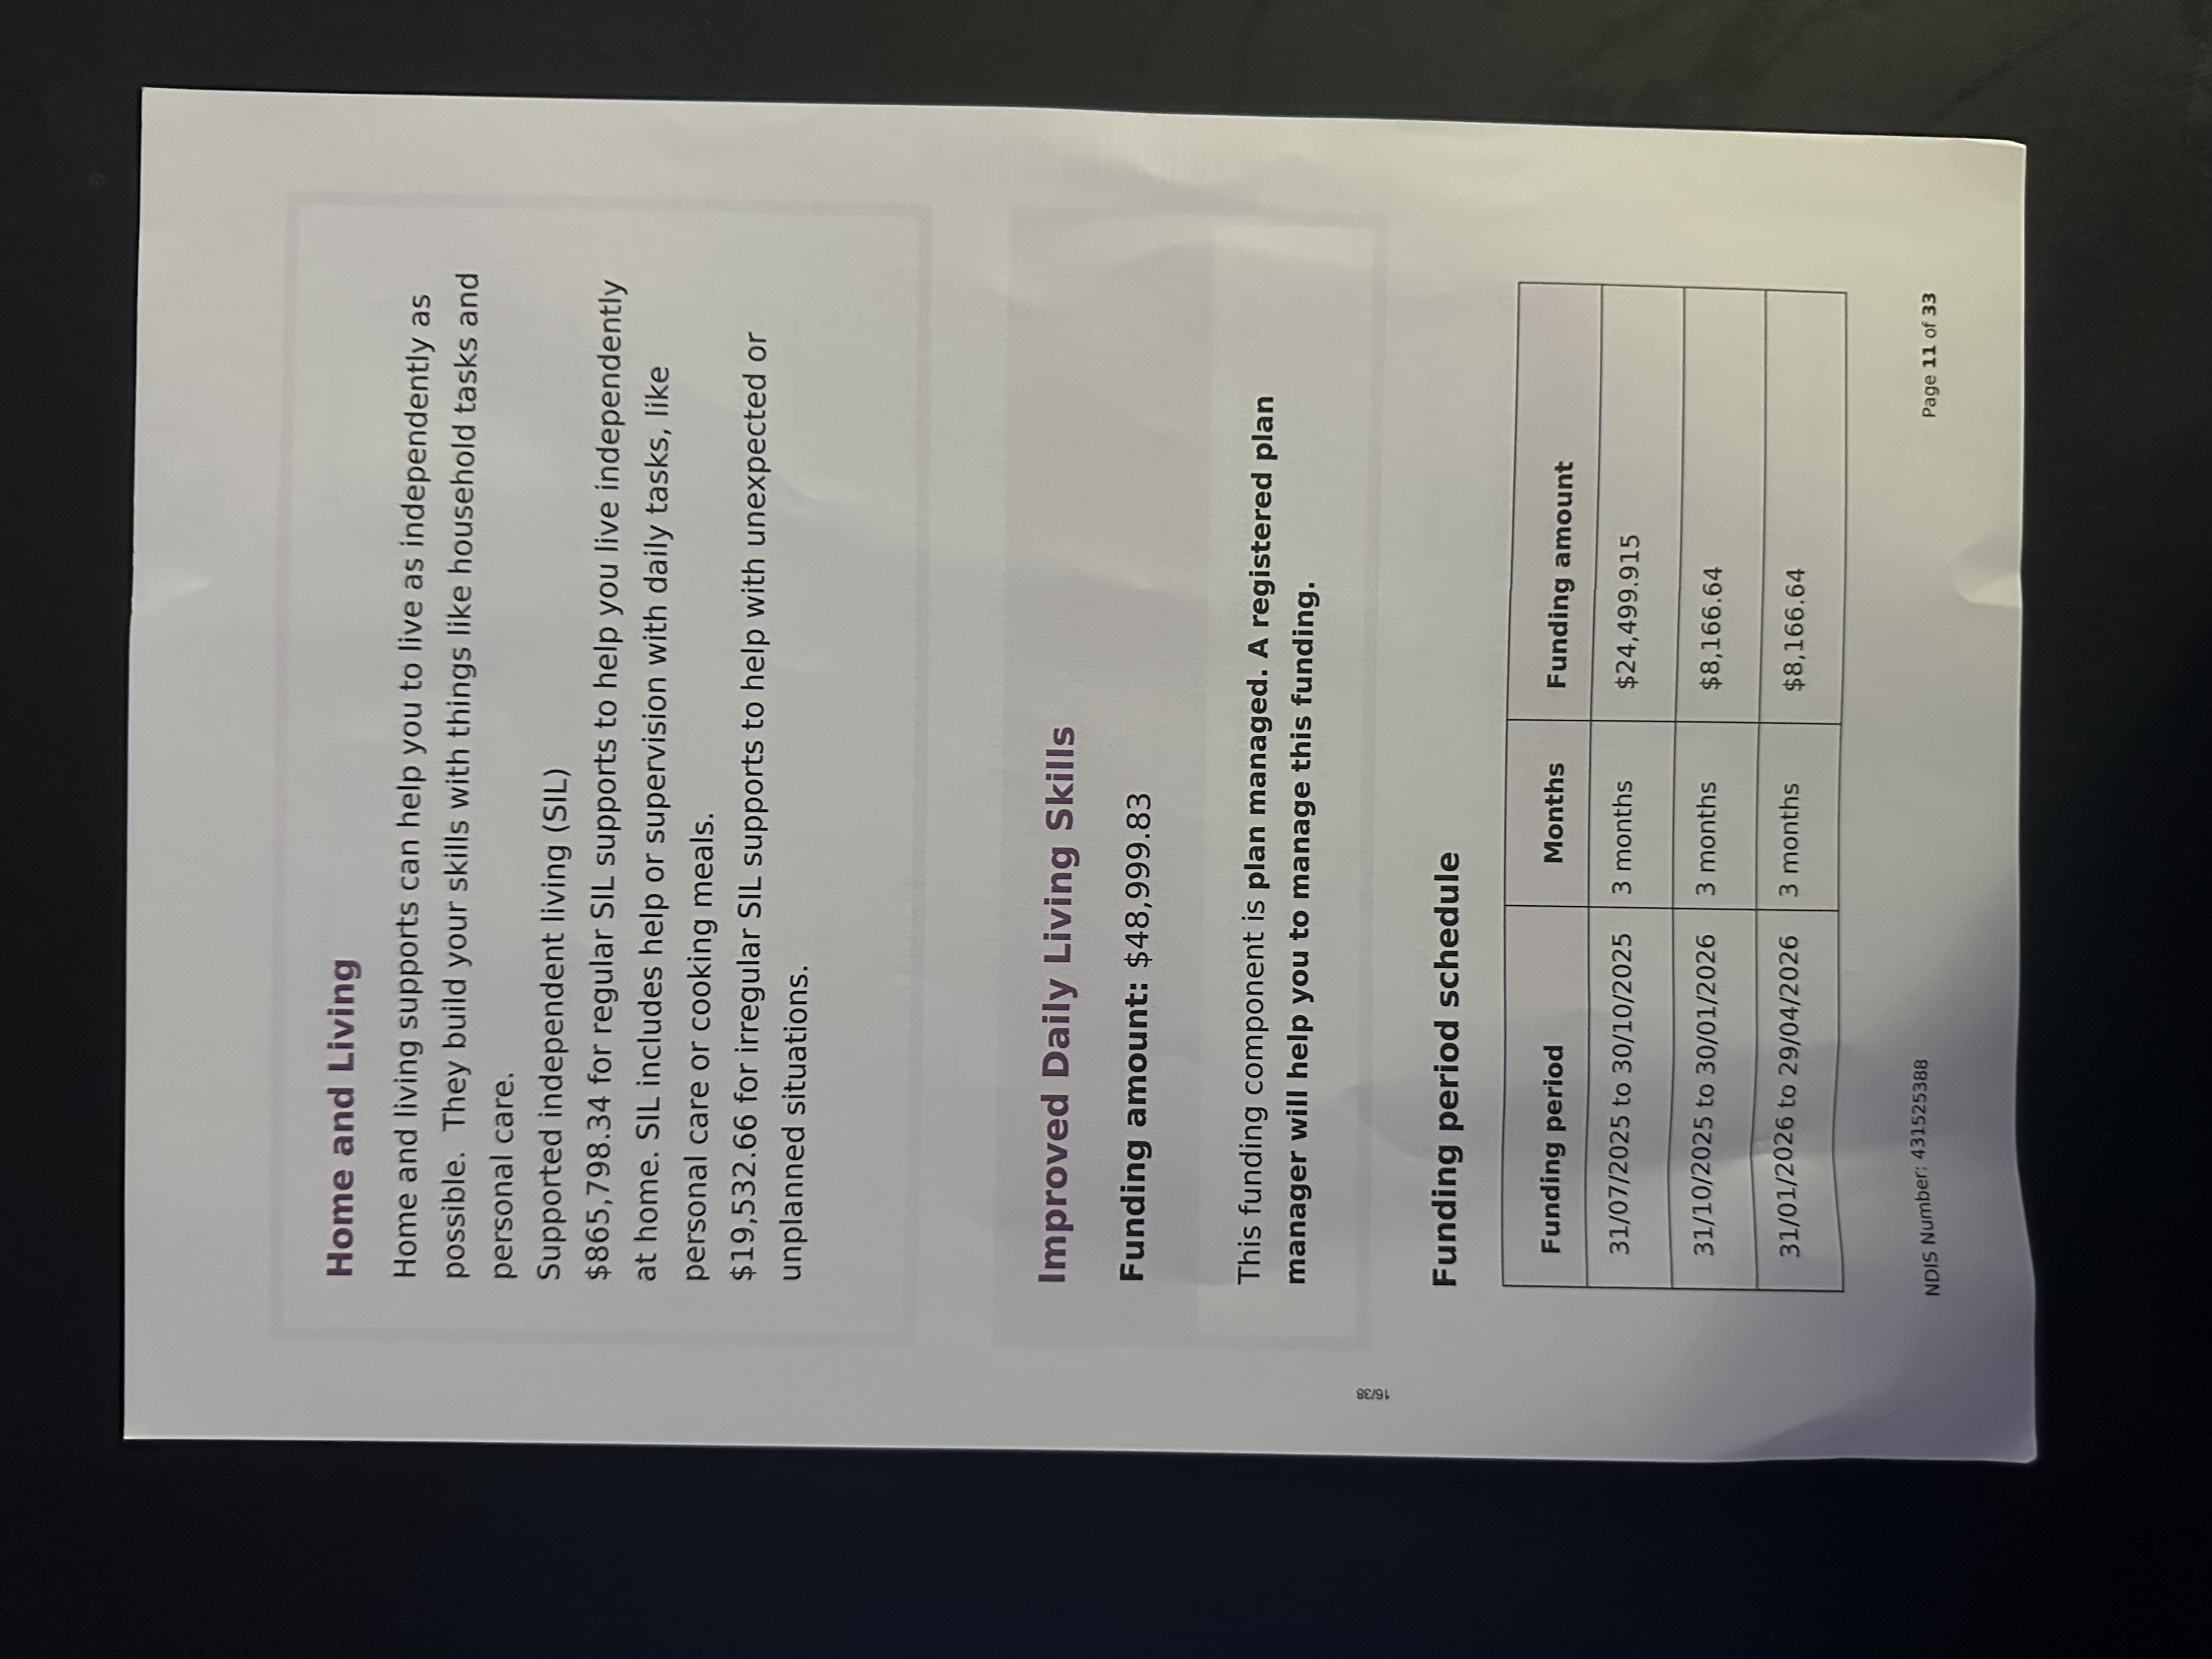 Home and Living
Home and living supports can help you to live as independently as
possible.  They build your skills with things like household tasks and
personal care.
Supported independent living (SIL)
$865,798.34 for regular SIL supports to help you live independently
at home. SIL includes help or supervision with daily tasks, like
personal care or cooking meals.
$19,532.66 for irregular SIL supports to help with unexpected or
unplanned situations.
Improved Daily Living Skills
Funding amount: $48,999.83
This funding component is plan managed. A registered plan
manager will help you to manage this funding.
16/38
Funding period schedule
Funding period Months Funding amount
31/07/2025 to 30/10/2025 3 months $24,499.915
31/10/2025 to 30/01/2026 3 months $8,166.64
31/01/2026 to 29/04/2026 3 months $8,166.64
NDIS Number: 431525388 Page 11 of 33